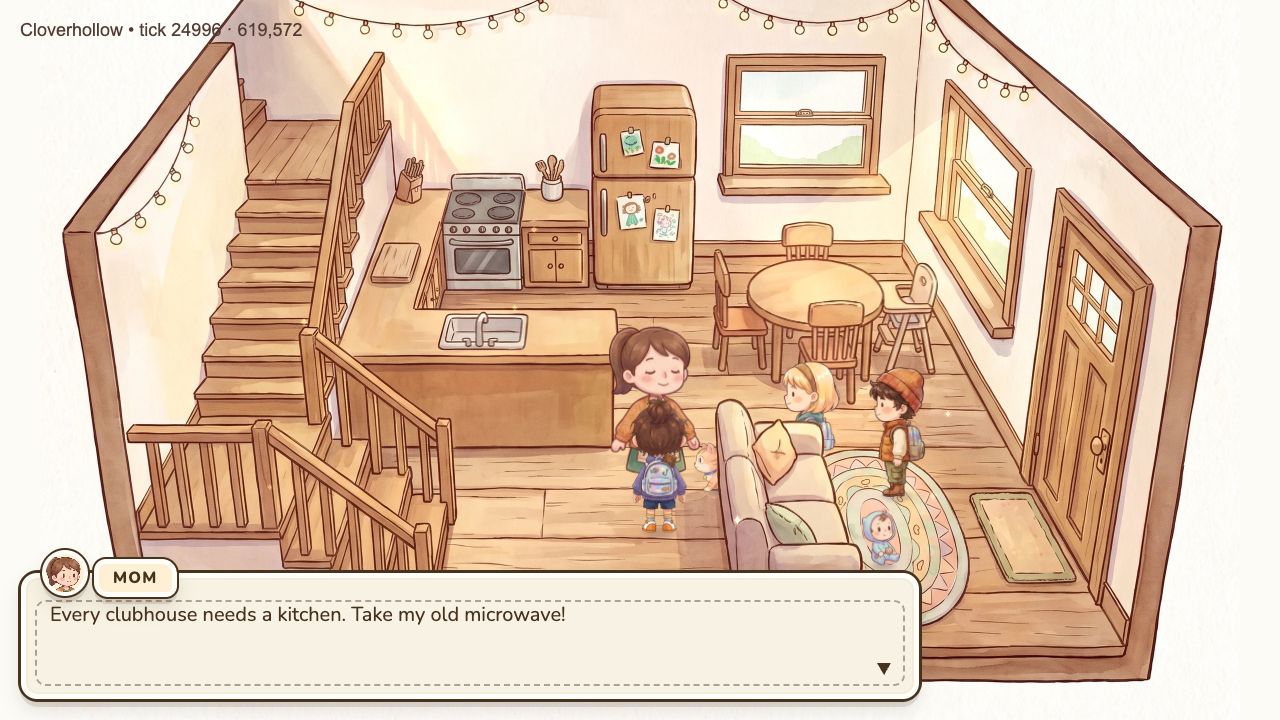 Cloverhollow • tick 24996 · 619,572
MOM
Every clubhouse needs a kitchen. Take my old microwave!